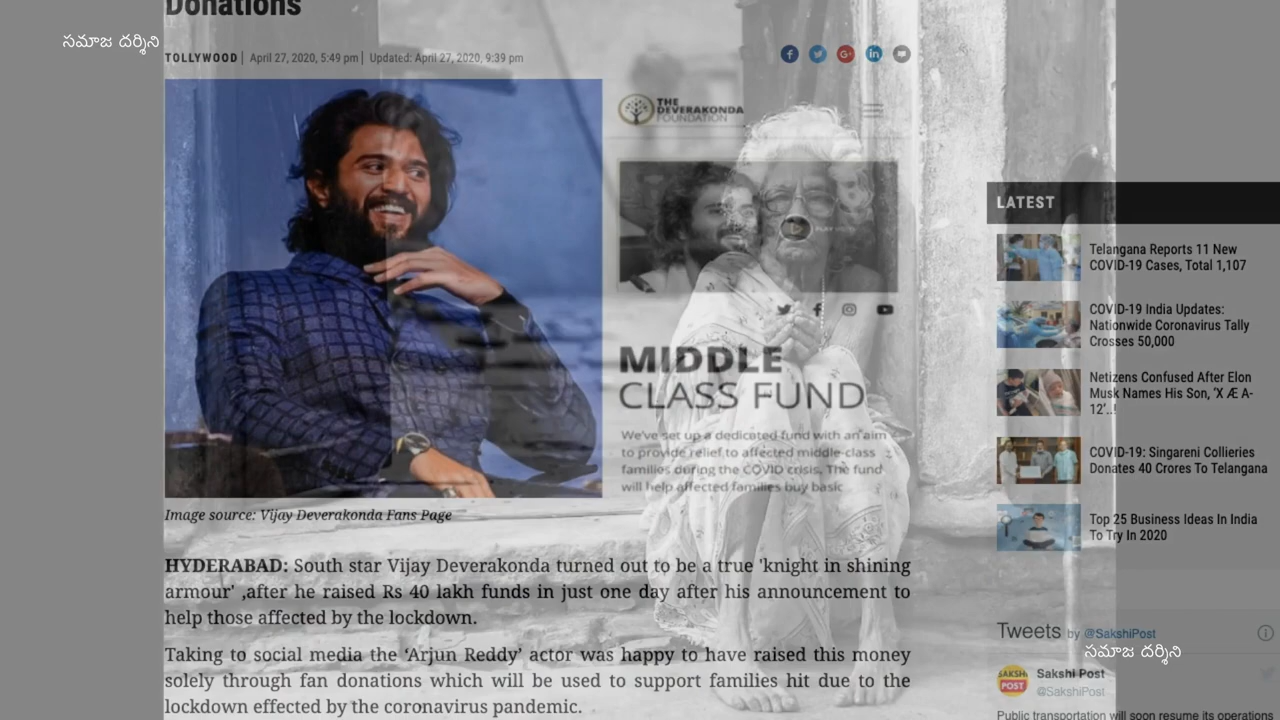 Donations
సమాజ దర్శిని
TOLLYWOOD | April 27, 2020, 5:49 pm | Updated: April 27, 2020, 9:39 pm
THE
DEVERAKONDA
FOUNDATION
PLAY VIDEO
MIDDLE
CLASS FUND
We've set up a dedicated fund with an aim
to provide relief to affected middle-class
families during the COVID crisis. The fund
will help affected families buy basic
Image source: Vijay Deverakonda Fans Page
HYDERABAD: South star Vijay Deverakonda turned out to be a true 'knight in shining
armour' ,after he raised Rs 40 lakh funds in just one day after his announcement to
help those affected by the lockdown.
Taking to social media the ‘Arjun Reddy’ actor was happy to have raised this money
solely through fan donations which will be used to support families hit due to the
lockdown effected by the coronavirus pandemic.
LATEST
Telangana Reports 11 New
COVID-19 Cases, Total 1,107
COVID-19 India Updates:
Nationwide Coronavirus Tally
Crosses 50,000
Netizens Confused After Elon
Musk Names His Son, ‘X Æ A-
12’..!
COVID-19: Singareni Collieries
Donates 40 Crores To Telangana
Top 25 Business Ideas In India
To Try In 2020
Tweets by @SakshiPost
సమాజ దర్శిని
SAKSHI
POST
Sakshi Post
@SakshiPost
Public transportation will soon resume its operations